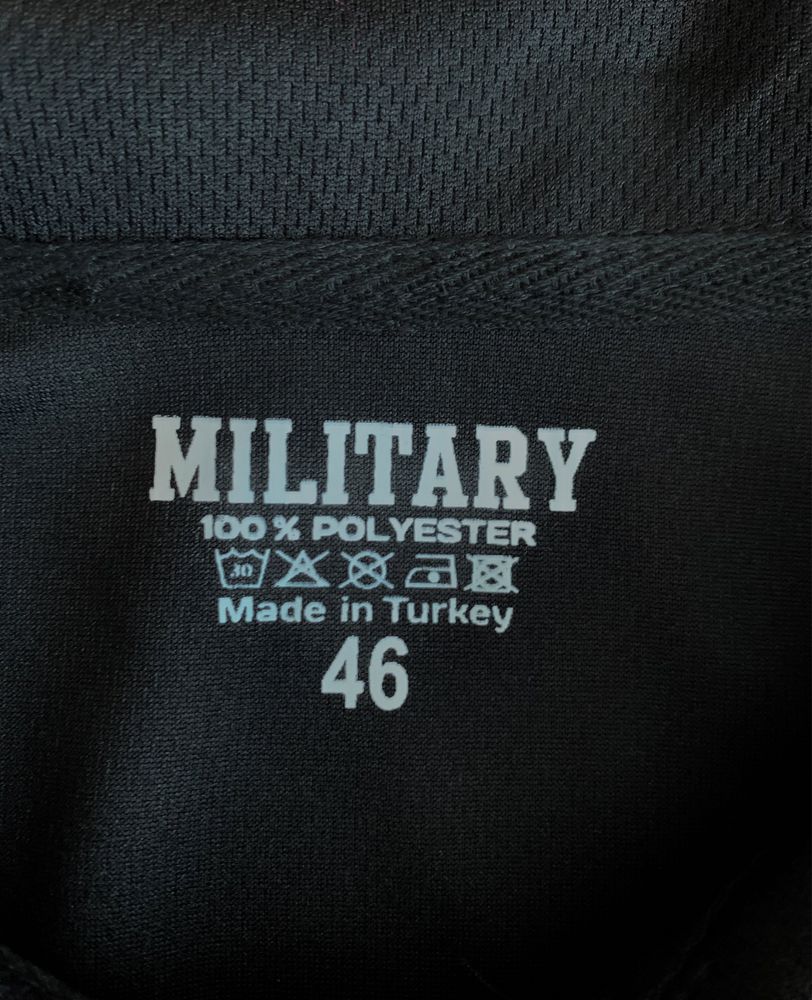 MILITARY
100% POLYESTER
30
Made in Turkey
46